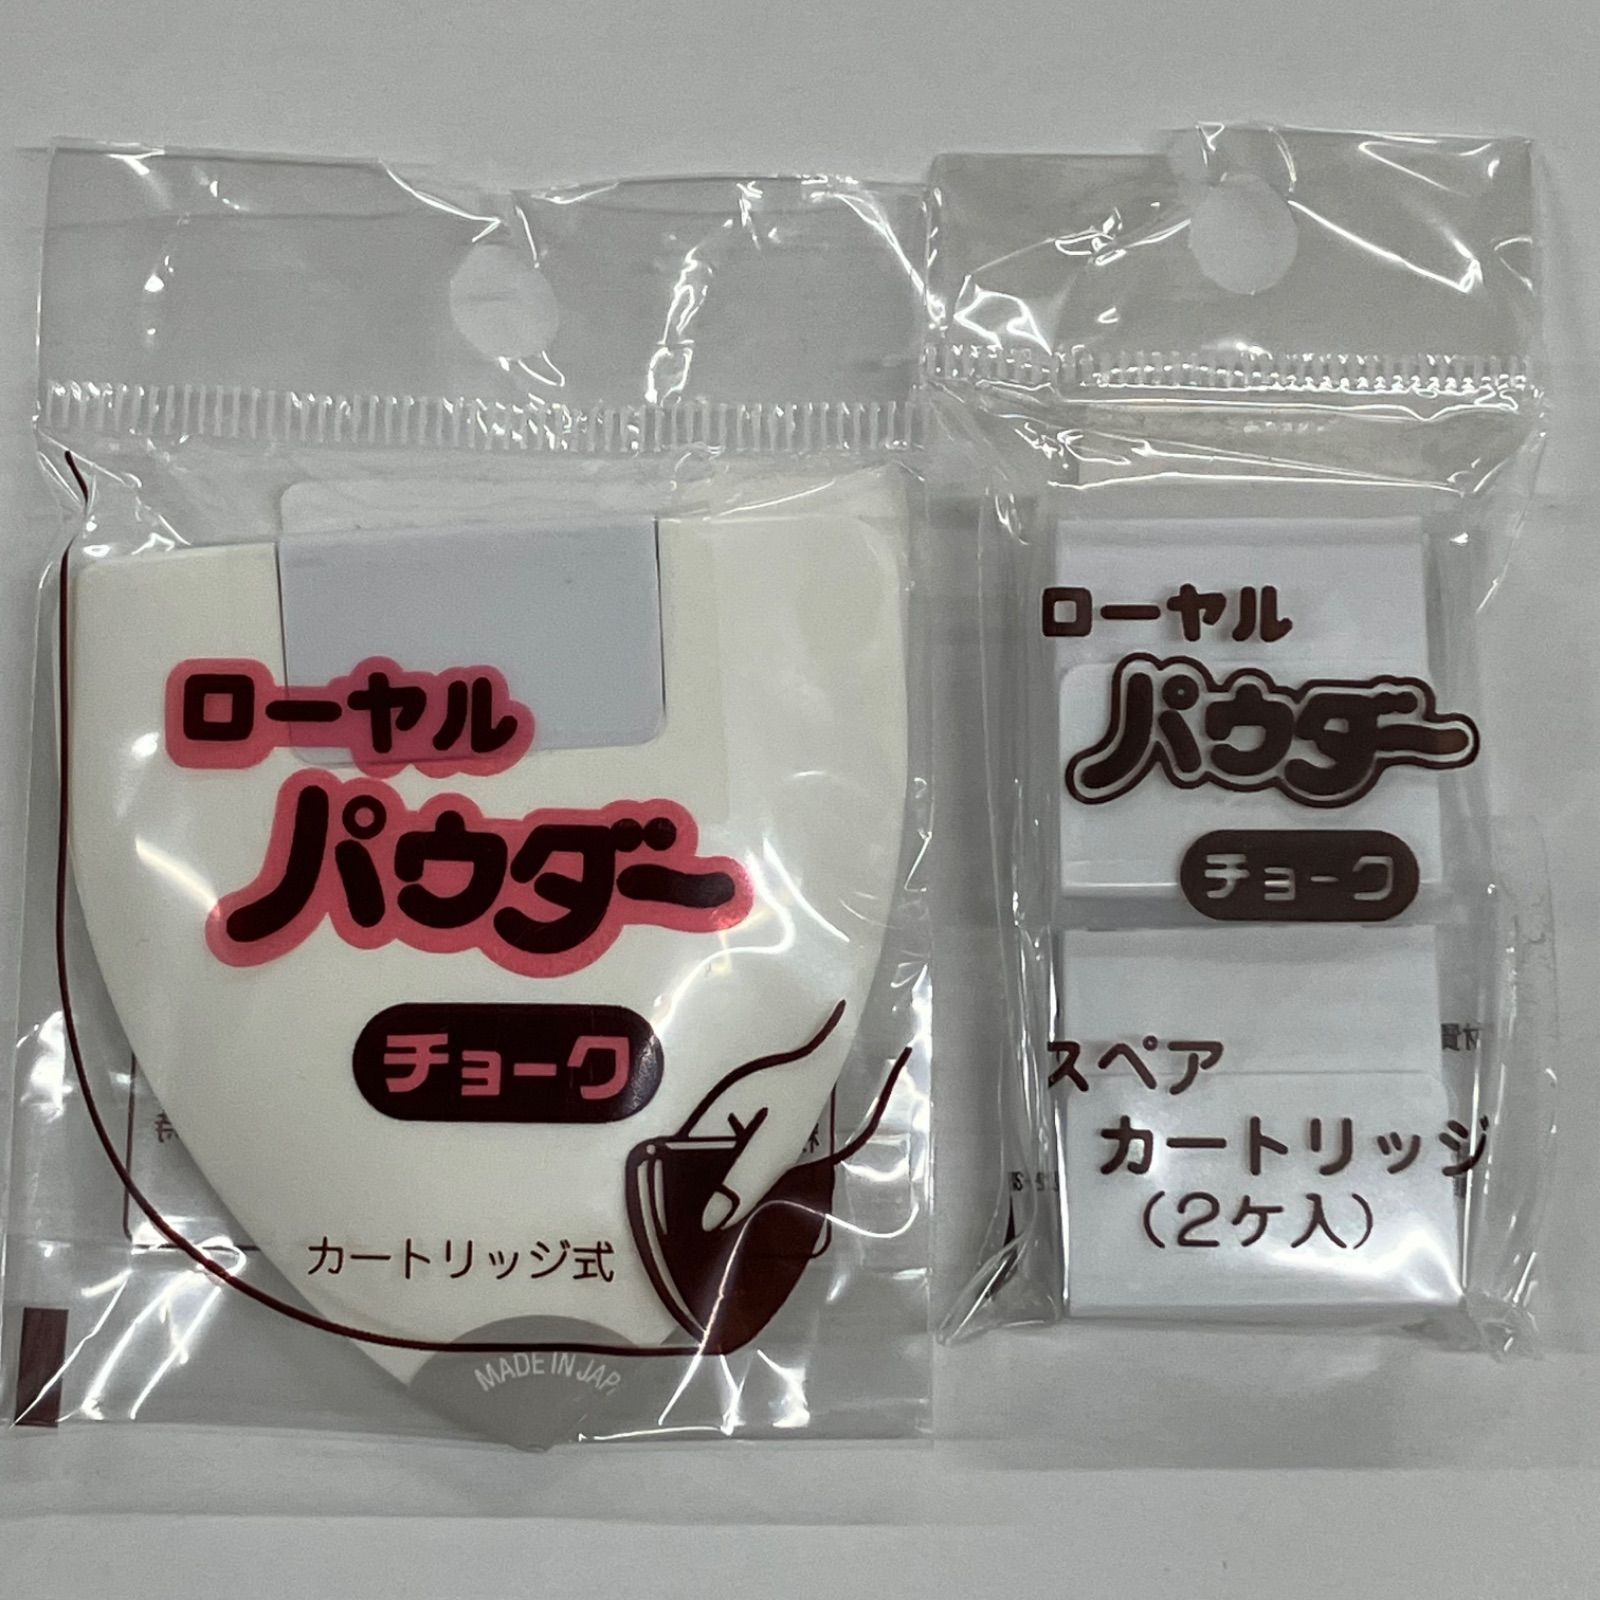 ローヤル
パウダー
チョーク
カートリッジ式
MADE IN JAP
ローヤル
パウダー
チョーク
スペア
カートリッジ
(2ケ入)